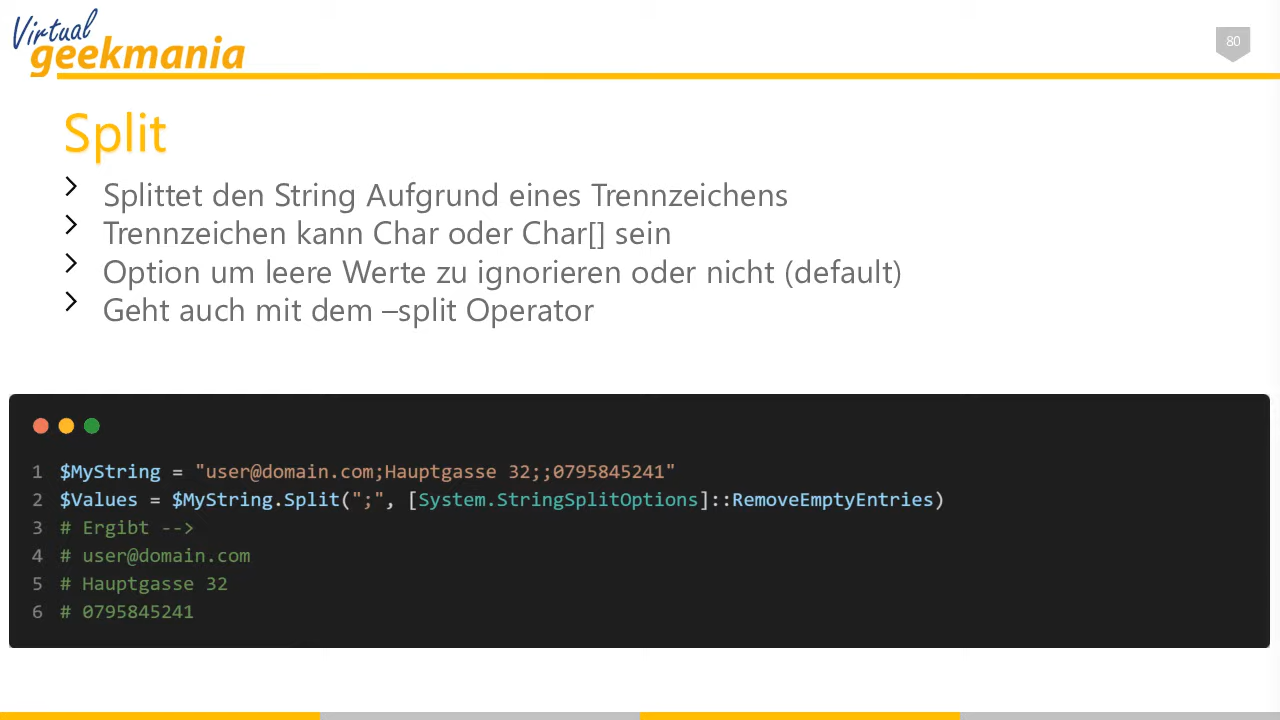 Virtual
geekmania
80
Split
Splittet den String Aufgrund eines Trennzeichens
Trennzeichen kann Char oder Char[] sein
Option um leere Werte zu ignorieren oder nicht (default)
Geht auch mit dem –split Operator
1 $MyString = "user@domain.com;Hauptgasse 32;;0795845241"
2 $Values = $MyString.Split(";", [System.StringSplitOptions]::RemoveEmptyEntries)
3 # Ergibt -->
4 # user@domain.com
5 # Hauptgasse 32
6 # 0795845241